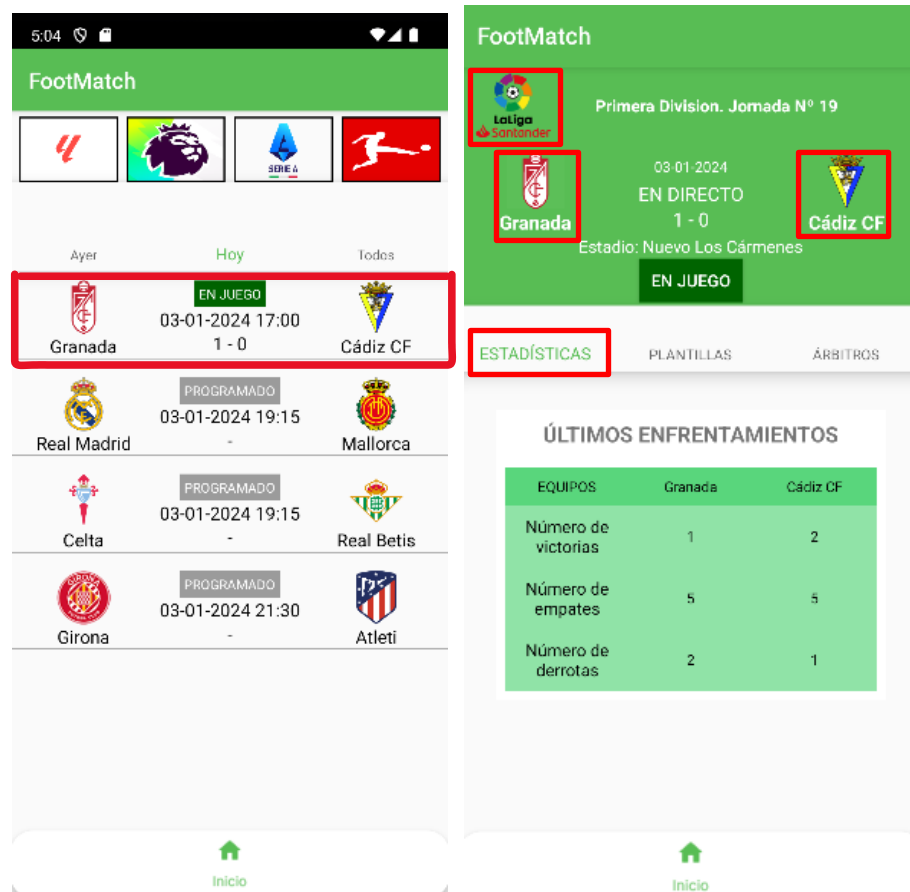 5:04
FootMatch
SERIE A
Ayer Hoy Todos
EN JUEGO
03-01-2024 17:00
Granada 1 - 0 Cádiz CF
PROGRAMADO
03-01-2024 19:15
Real Madrid - Mallorca
PROGRAMADO
03-01-2024 19:15
Celta - Real Betis
PROGRAMADO
03-01-2024 21:30
Girona - Atleti
Inicio
FootMatch
LaLiga
Santander
Primera Division. Jornada Nº 19
03-01-2024
EN DIRECTO
Granada 1 - 0 Cádiz CF
Estadio: Nuevo Los Cármenes
EN JUEGO
ESTADÍSTICAS PLANTILLAS ÁRBITROS
ÚLTIMOS ENFRENTAMIENTOS
EQUIPOS Granada Cádiz CF
Número de victorias 1 2
Número de empates 5 5
Número de derrotas 2 1
Inicio